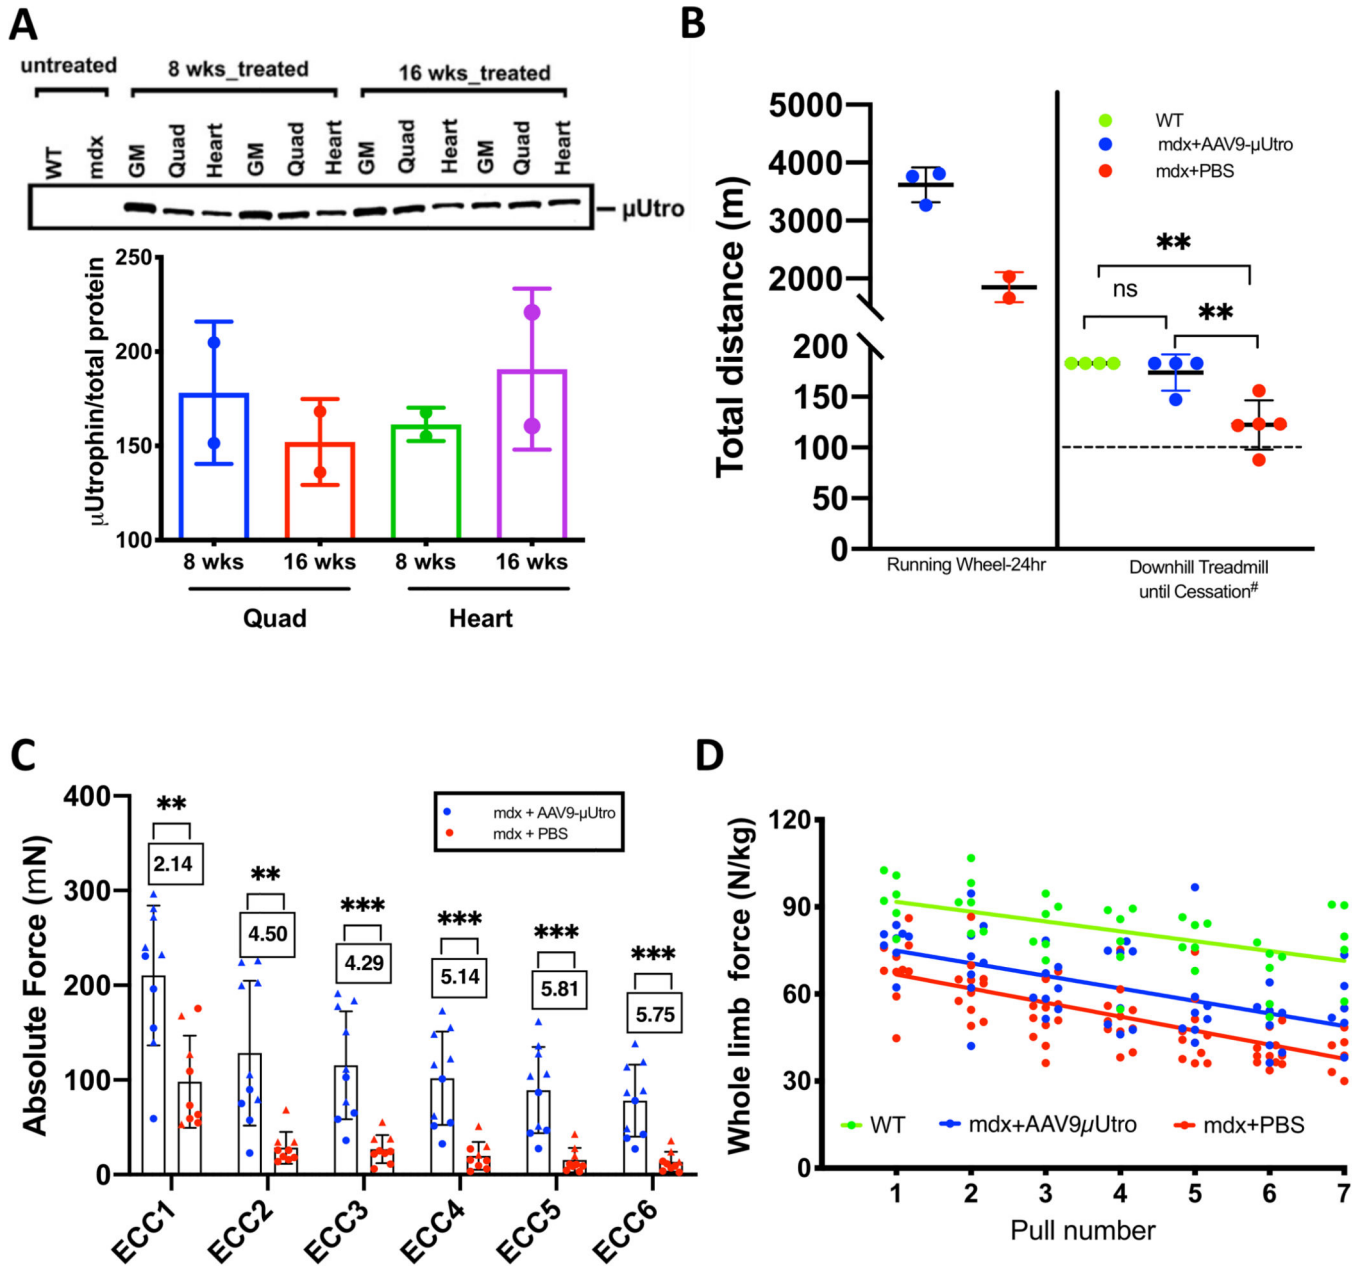 A
untreated
8 wks_treated
16 wks_treated
WT
mdx
GM
Quad
Heart
GM
Quad
Heart
GM
Quad
Heart
GM
Quad
Heart
μUtro
μUtrophin/total protein
250
200
150
100
8 wks
16 wks
8 wks
16 wks
Quad
Heart
B
Total distance (m)
5000
4000
3000
2000
200
150
100
50
0
WT
mdx+AAV9-μUtro
mdx+PBS
**
ns
**
Running Wheel-24hr
Downhill Treadmill
until Cessation#
C
Absolute Force (mN)
400
300
200
100
0
mdx + AAV9-μUtro
mdx + PBS
**
2.14
**
4.50
***
4.29
***
5.14
***
5.81
***
5.75
ECC1
ECC2
ECC3
ECC4
ECC5
ECC6
D
Whole limb force (N/kg)
120
90
60
30
0
WT
mdx+AAV9μUtro
mdx+PBS
1 2 3 4 5 6 7
Pull number